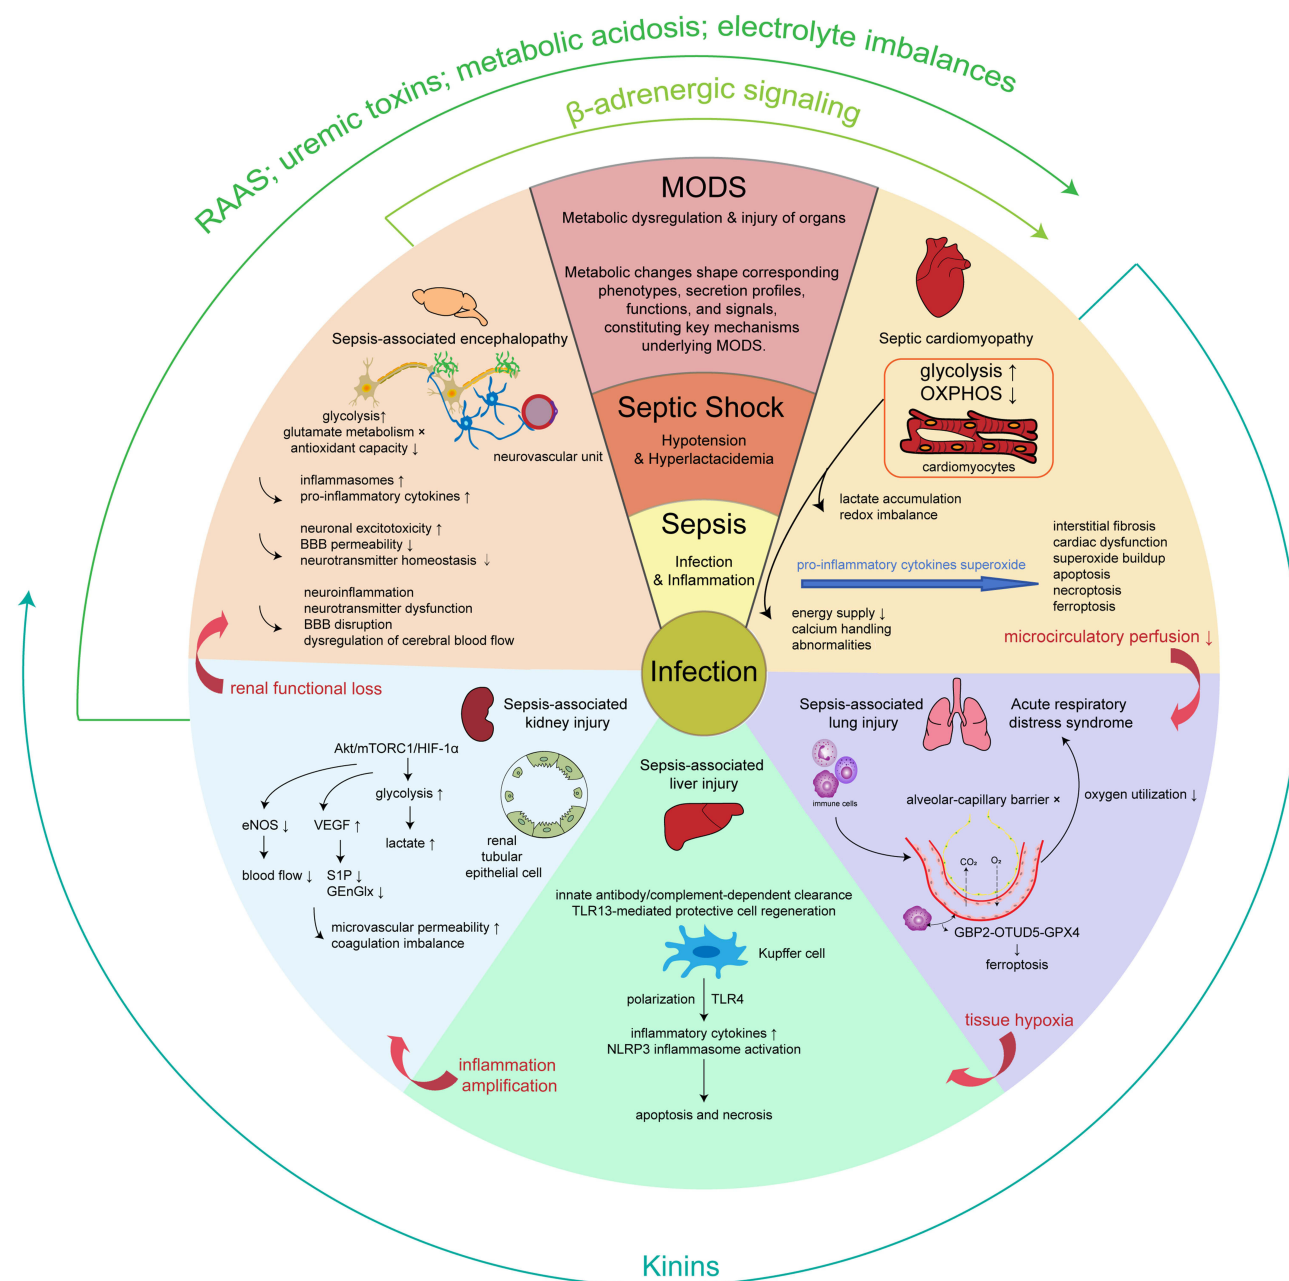 RAAS; uremic toxins; metabolic acidosis; electrolyte imbalances
β-adrenergic signaling
MODS
Metabolic dysregulation & injury of organs
Metabolic changes shape corresponding
phenotypes, secretion profiles,
functions, and signals,
constituting key mechanisms
underlying MODS.
Septic Shock
Hypotension
& Hyperlactacidemia
Sepsis
Infection
& Inflammation
Infection
Sepsis-associated encephalopathy
glycolysis↑
glutamate metabolism ×
antioxidant capacity ↓
neurovascular unit
inflammasomes ↑
pro-inflammatory cytokines ↑
neuronal excitotoxicity ↑
BBB permeability ↓
neurotransmitter homeostasis ↓
neuroinflammation
neurotransmitter dysfunction
BBB disruption
dysregulation of cerebral blood flow
renal functional loss
Septic cardiomyopathy
glycolysis ↑
OXPHOS ↓
cardiomyocytes
lactate accumulation
redox imbalance
pro-inflammatory cytokines superoxide
interstitial fibrosis
cardiac dysfunction
superoxide buildup
apoptosis
necroptosis
ferroptosis
energy supply ↓
calcium handling
abnormalities
microcirculatory perfusion ↓
Sepsis-associated
kidney injury
Akt/mTORC1/HIF-1α
glycolysis ↑
eNOS ↓
VEGF ↑
lactate ↑
blood flow ↓
S1P ↓
GEnGlx ↓
renal
tubular
epithelial cell
microvascular permeability ↑
coagulation imbalance
inflammation
amplification
Sepsis-associated
liver injury
innate antibody/complement-dependent clearance
TLR13-mediated protective cell regeneration
Kupffer cell
polarization
TLR4
inflammatory cytokines ↑
NLRP3 inflammasome activation
apoptosis and necrosis
Sepsis-associated
lung injury
Acute respiratory
distress syndrome
immune cells
alveolar-capillary barrier ×
oxygen utilization ↓
CO₂
O₂
GBP2-OTUD5-GPX4
↓
ferroptosis
tissue hypoxia
Kinins